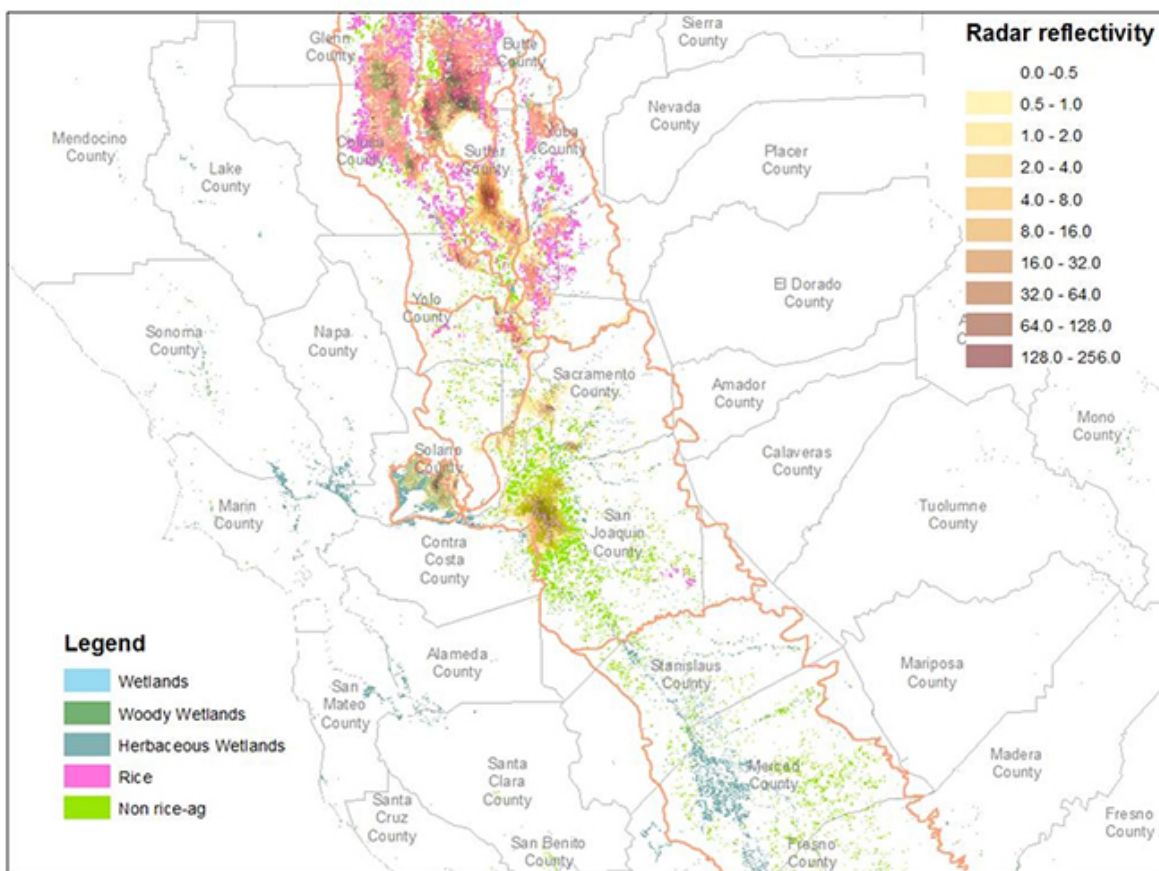 Radar reflectivity
0.0 -0.5
0.5 - 1.0
1.0 - 2.0
2.0 - 4.0
4.0 - 8.0
8.0 - 16.0
16.0 - 32.0
32.0 - 64.0
64.0 - 128.0
128.0 - 256.0
Sierra
County
Glenn
County
Butte
County
Nevada
County
Mendocino
County
Colusa
County
Yuba
County
Sutter
County
Placer
County
Lake
County
El Dorado
County
Yolo
County
Sonoma
County
Napa
County
Sacramento
County
Amador
County
Mono
County
Solano
County
Calaveras
County
Marin
County
Tuolumne
County
San
Joaquin
County
Contra
Costa
County
Alameda
County
Stanislaus
County
Mariposa
County
San
Mateo
County
Santa
Clara
County
Merced
County
Madera
County
Santa
Cruz
County
San Benito
County
Fresno
County
Fresno
County
Legend
Wetlands
Woody Wetlands
Herbaceous Wetlands
Rice
Non rice-ag